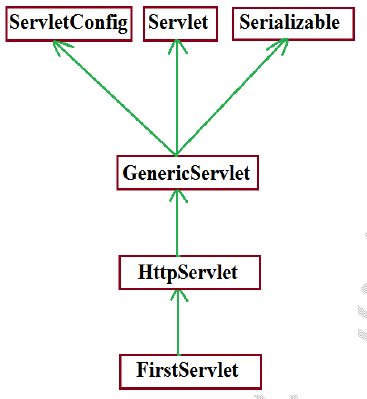 ServletConfig
Servlet
Serializable
GenericServlet
HttpServlet
FirstServlet